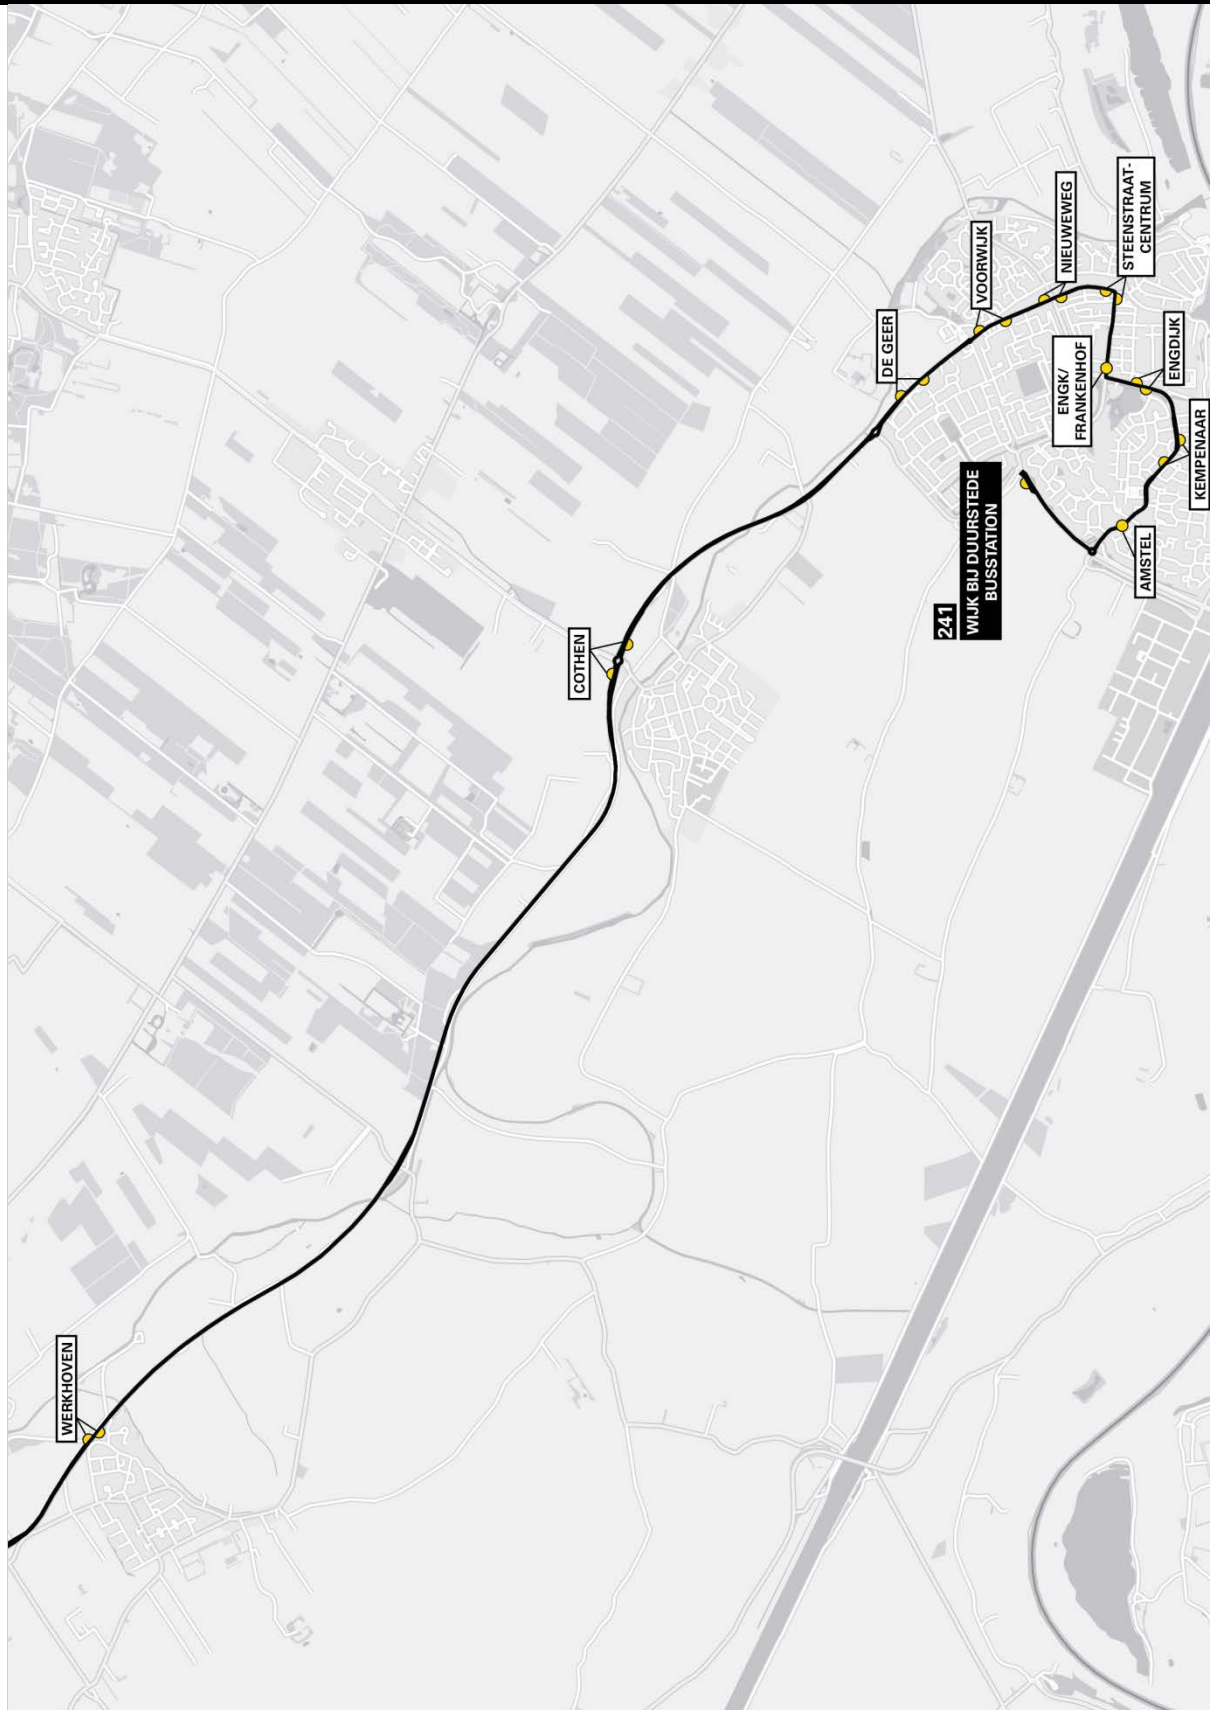 WERKHOVEN
COTHEN
DE GEER
VOORWIJK
NIEUWEWEG
STEENSTRAAT-
CENTRUM
ENGK/
FRANKENHOF
ENGDIJK
KEMPENAAR
AMSTEL
241
WIJK BIJ DUURSTEDE
BUSSTATION